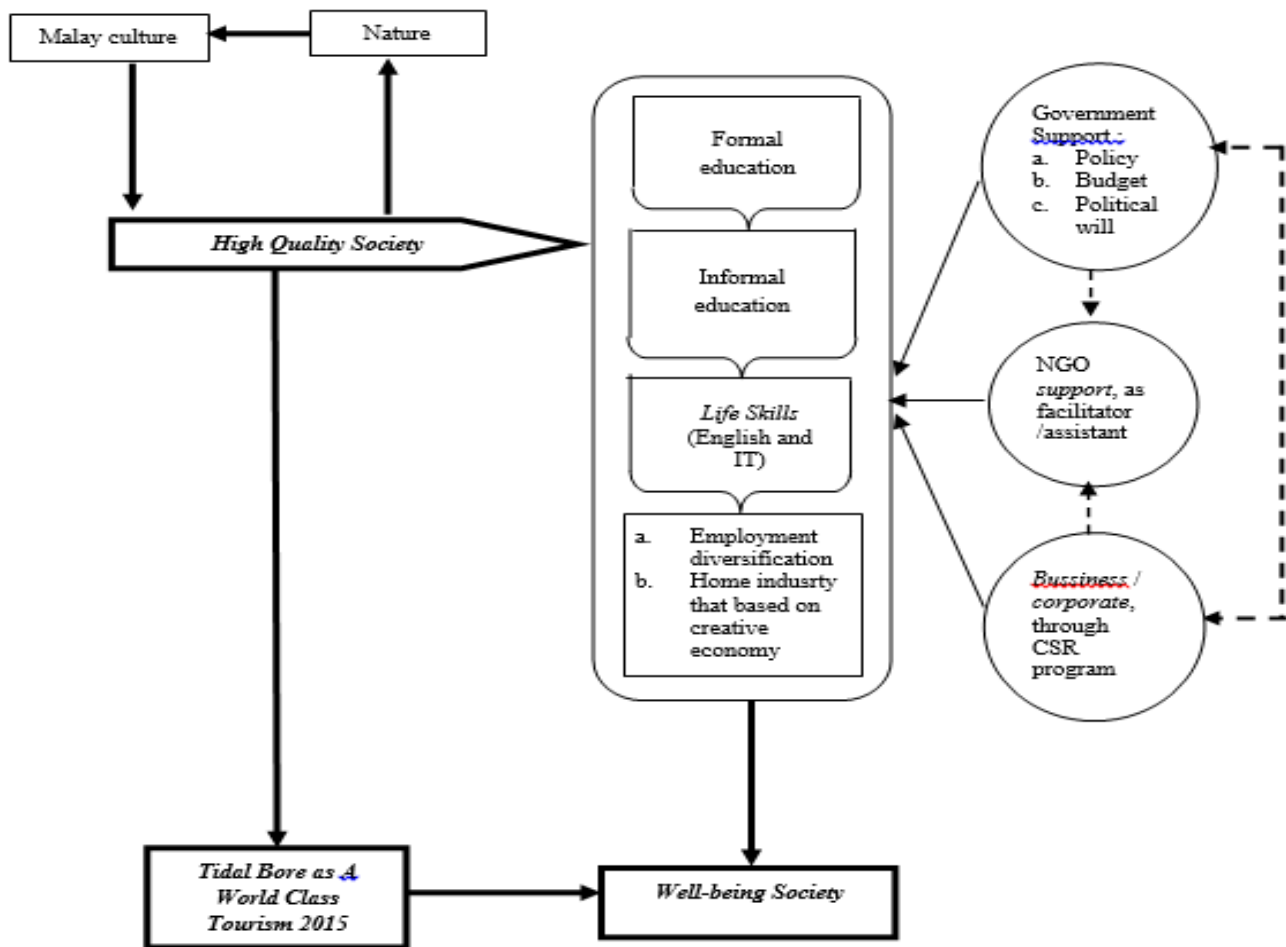 Malay culture
Nature
High Quality Society
Formal
education
Informal
education
Life Skills
(English and
IT)
a. Employment
diversification
b. Home indusrty
that based on
creative
economy
Government
Support :
a. Policy
b. Budget
c. Political
will
NGO
support, as
facilitator
/assistant
Bussiness /
corporate,
through
CSR
program
Tidal Bore as A
World Class
Tourism 2015
Well-being Society